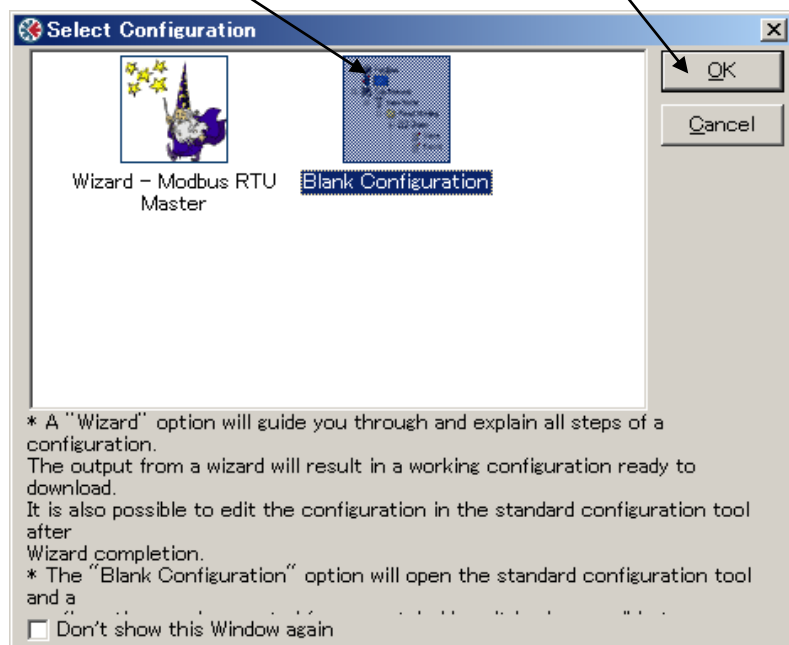 Select Configuration
OK
Cancel
Wizard - Modbus RTU
Master
Blank Configuration
* A "Wizard" option will guide you through and explain all steps of a
configuration.
The output from a wizard will result in a working configuration ready to
download.
It is also possible to edit the configuration in the standard configuration tool
after
Wizard completion.
* The "Blank Configuration" option will open the standard configuration tool
and a
Don't show this Window again